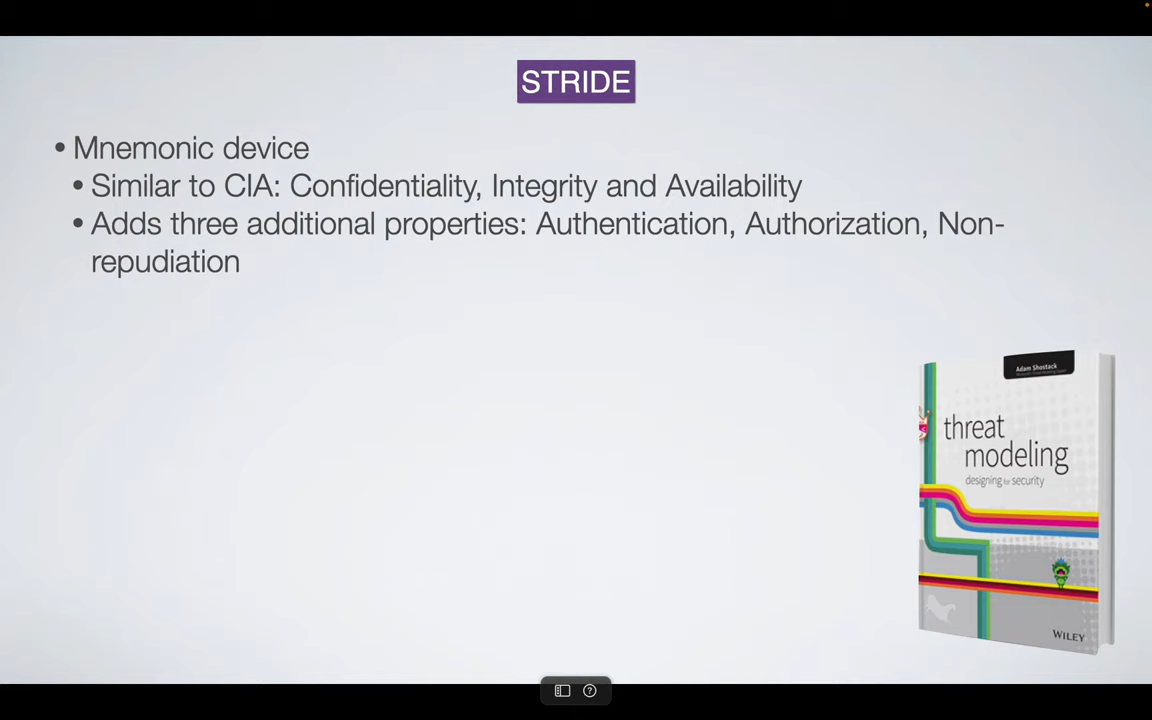 STRIDE
• Mnemonic device
• Similar to CIA: Confidentiality, Integrity and Availability
• Adds three additional properties: Authentication, Authorization, Non-
repudiation
Adam Shostack
threat
modeling
designing for security
WILEY